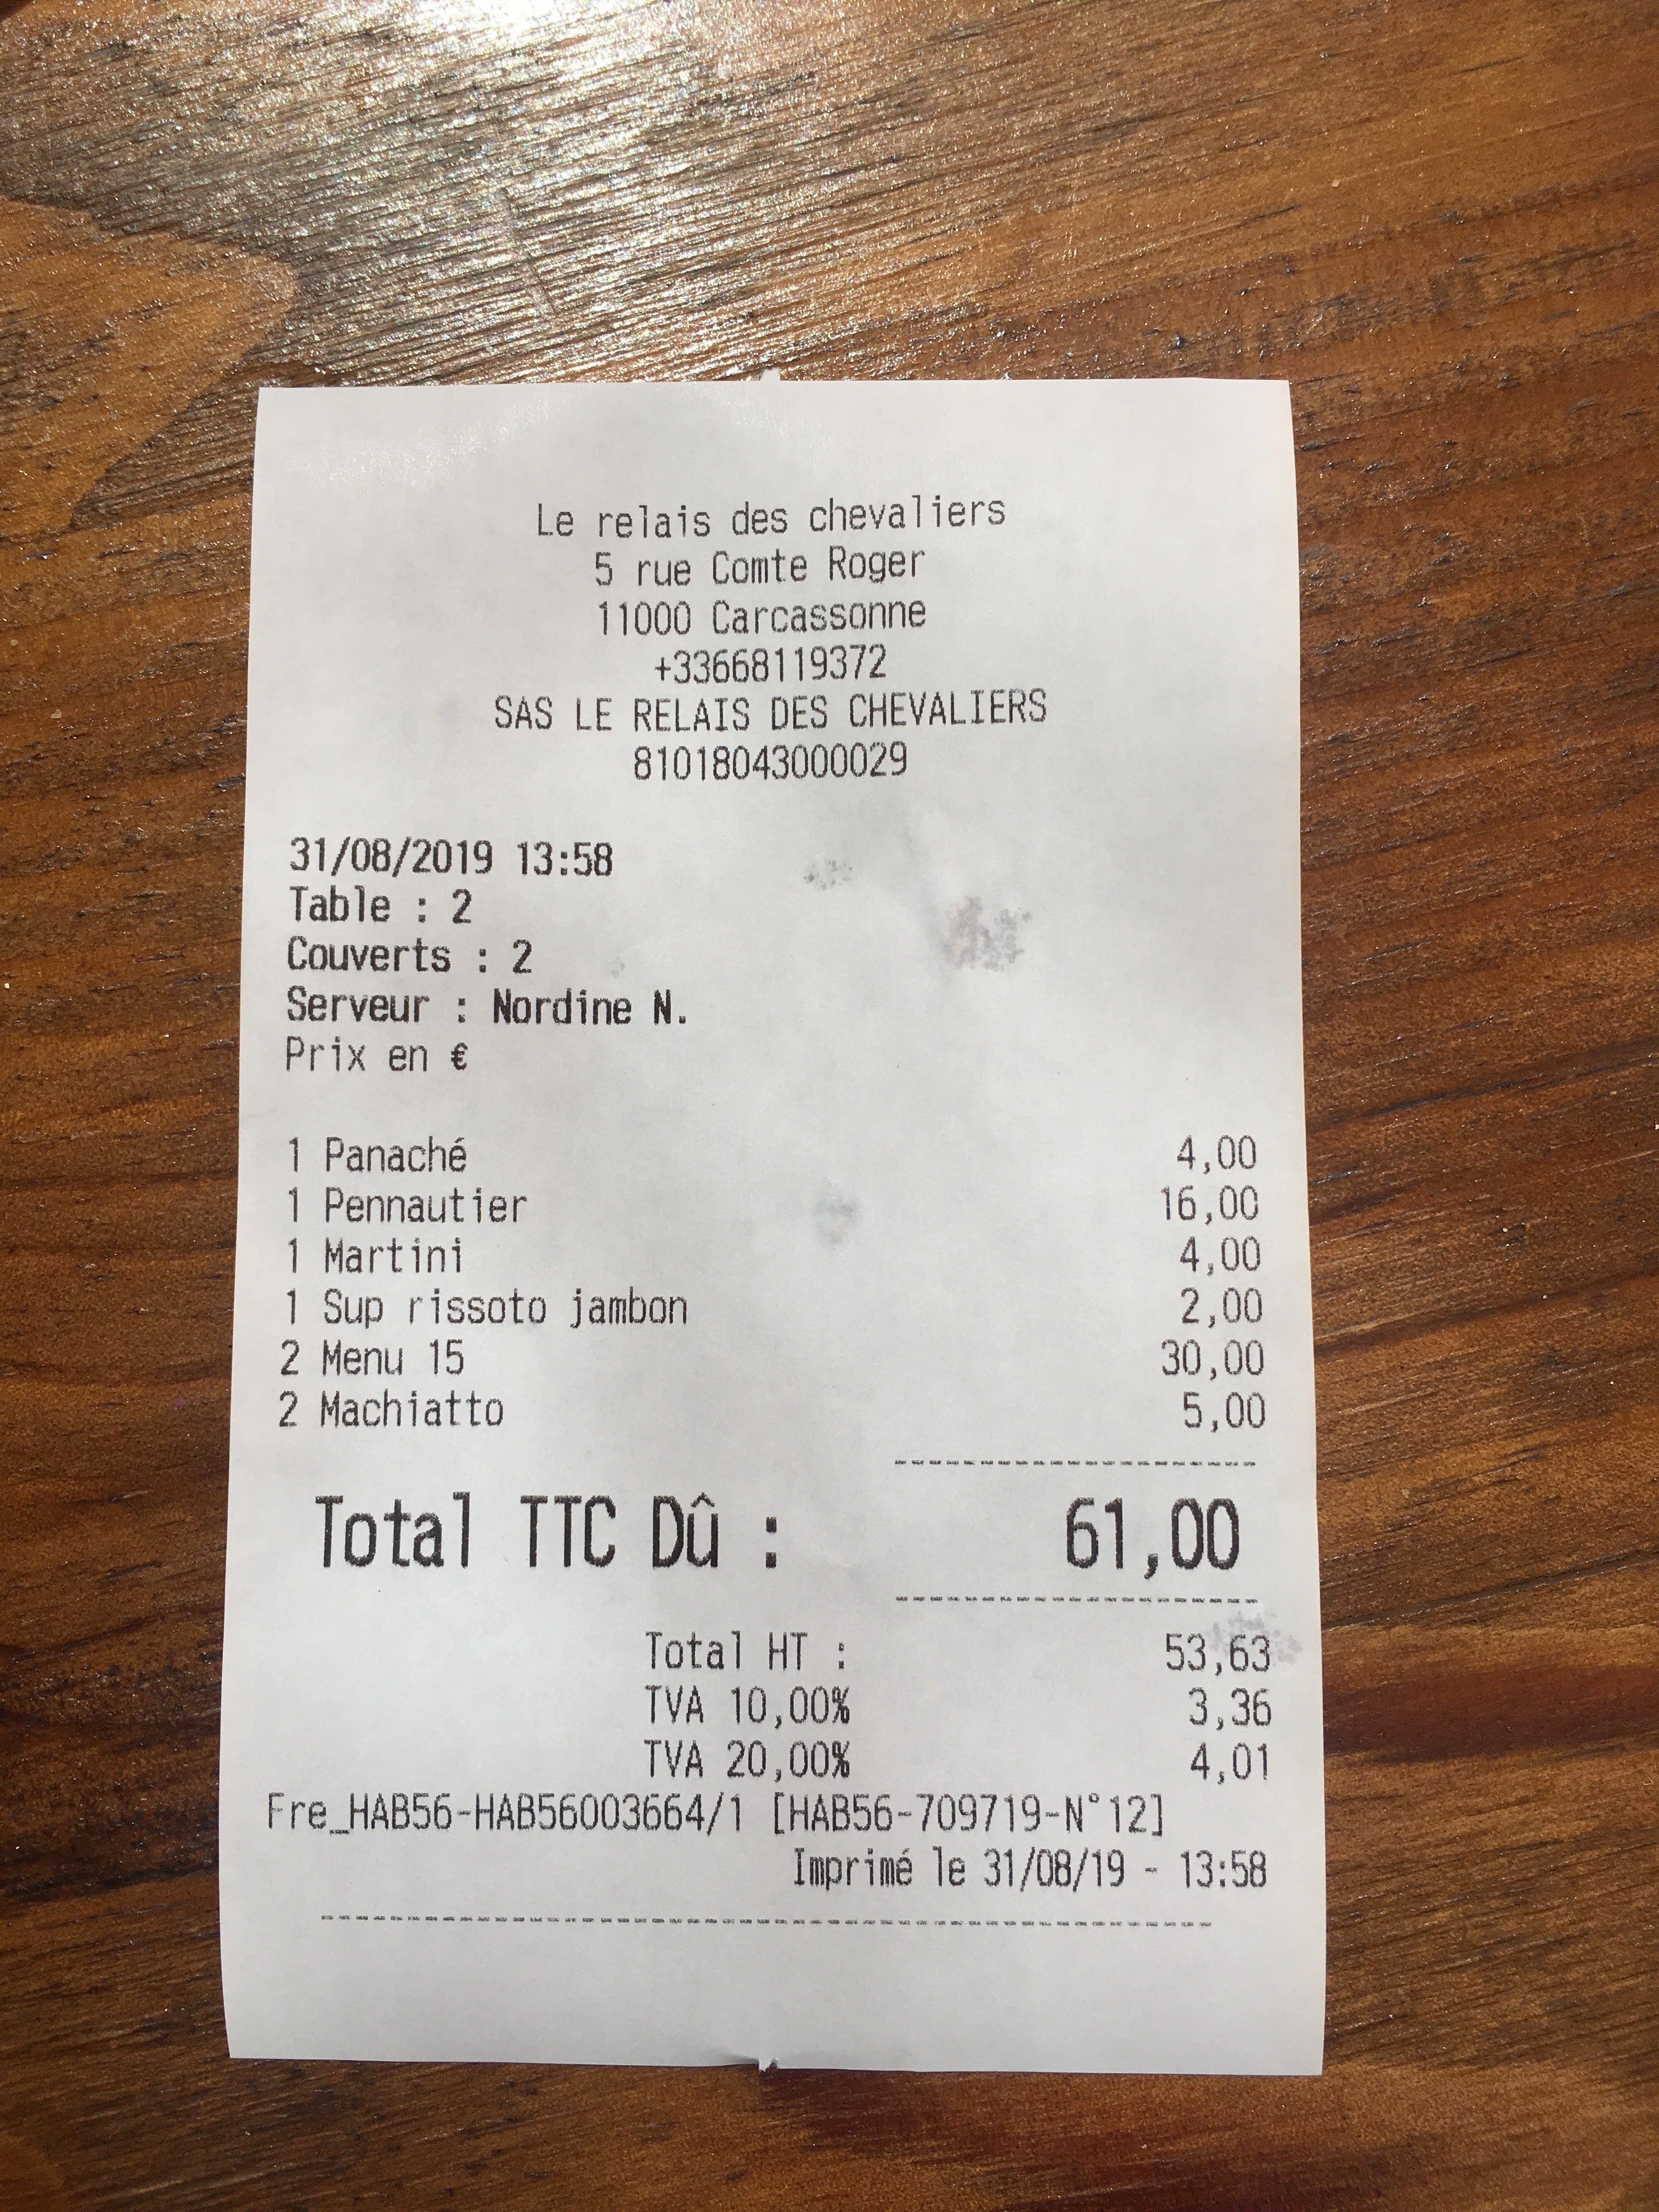 Le relais des chevaliers
5 rue Comte Roger
11000 Carcassonne
+33668119372
SAS LE RELAIS DES CHEVALIERS
81018043000029
31/08/2019 13:58
Table : 2
Couverts : 2
Serveur : Nordine N.
Prix en €
1 Panaché 4,00
1 Pennautier 16,00
1 Martini 4,00
1 Sup rissoto jambon 2,00
2 Menu 15 30,00
2 Machiatto 5,00
Total TTC Dû : 61,00
Total HT : 53,63
TVA 10,00% 3,36
TVA 20,00% 4,01
Fre_HAB56-HAB56003664/1 [HAB56-709719-N°12]
Imprimé le 31/08/19 - 13:58